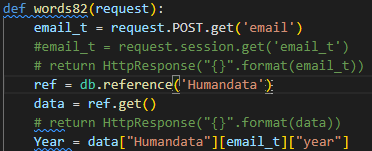 def words82(request):
    email_t = request.POST.get('email')
    #email_t = request.session.get('email_t')
    # return HttpResponse("{}".format(email_t))
    ref = db.reference('Humandata')
    data = ref.get()
    # return HttpResponse("{}".format(data))
    Year = data["Humandata"][email_t]["year"]